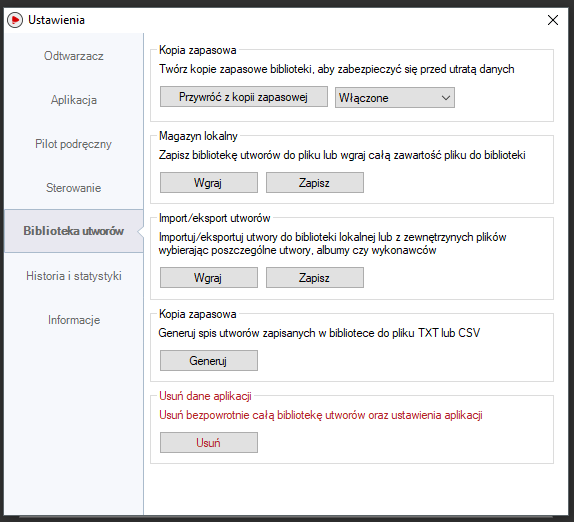 Ustawienia
Odtwarzacz
Aplikacja
Pilot podręczny
Sterowanie
Biblioteka utworów
Historia i statystyki
Informacje
Kopia zapasowa
Twórz kopie zapasowe biblioteki, aby zabezpieczyć się przed utratą danych
Przywróć z kopii zapasowej
Włączone
Magazyn lokalny
Zapisz bibliotekę utworów do pliku lub wgraj całą zawartość pliku do biblioteki
Wgraj
Zapisz
Import/eksport utworów
Importuj/eksportuj utwory do biblioteki lokalnej lub z zewnętrznych plików
wybierając poszczególne utwory, albumy czy wykonawców
Wgraj
Zapisz
Kopia zapasowa
Generuj spis utworów zapisanych w bibliotece do pliku TXT lub CSV
Generuj
Usuń dane aplikacji
Usuń bezpowrotnie całą bibliotekę utworów oraz ustawienia aplikacji
Usuń